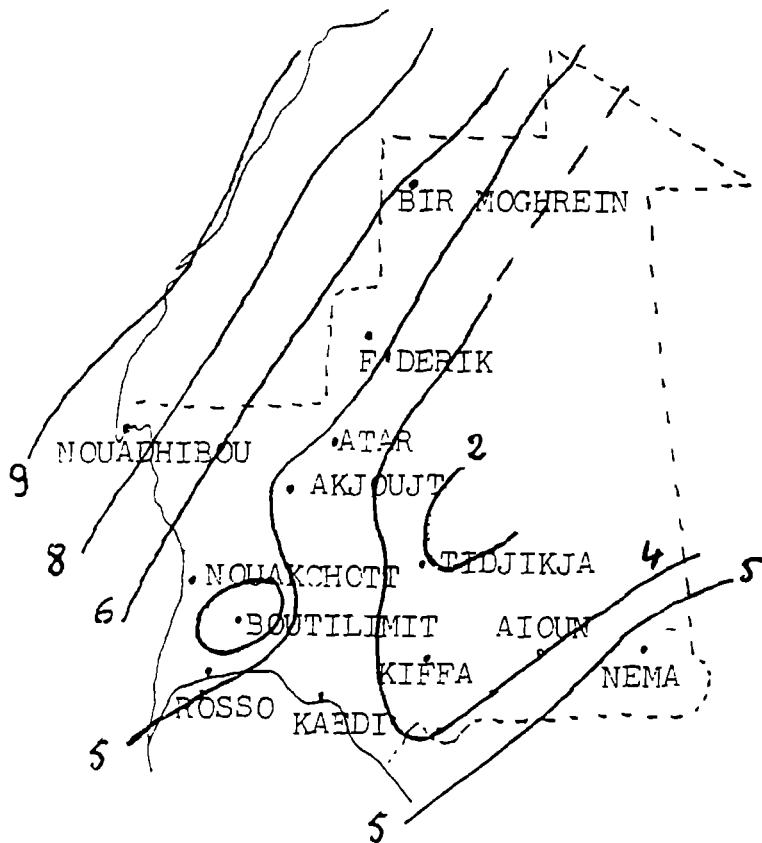 BIR MOGHREIN
F DERIK
ATAR
NOUADHIBOU
2
9
AKJOUJT
8
TIDJIKJA
4
NOUAKCHOTT
5
6
BOUTILIMIT
AIOUN
KIFFA
NEMA
ROSSO
KAEDI
5
5